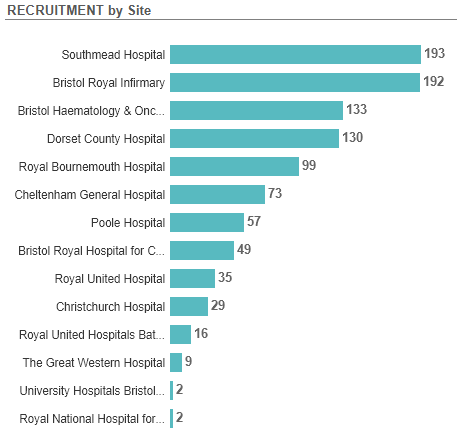 RECRUITMENT by Site
Southmead Hospital 193
Bristol Royal Infirmary 192
Bristol Haematology & Onc... 133
Dorset County Hospital 130
Royal Bournemouth Hospital 99
Cheltenham General Hospital 73
Poole Hospital 57
Bristol Royal Hospital for C... 49
Royal United Hospital 35
Christchurch Hospital 29
Royal United Hospitals Bat... 16
The Great Western Hospital 9
University Hospitals Bristol... 2
Royal National Hospital for... 2